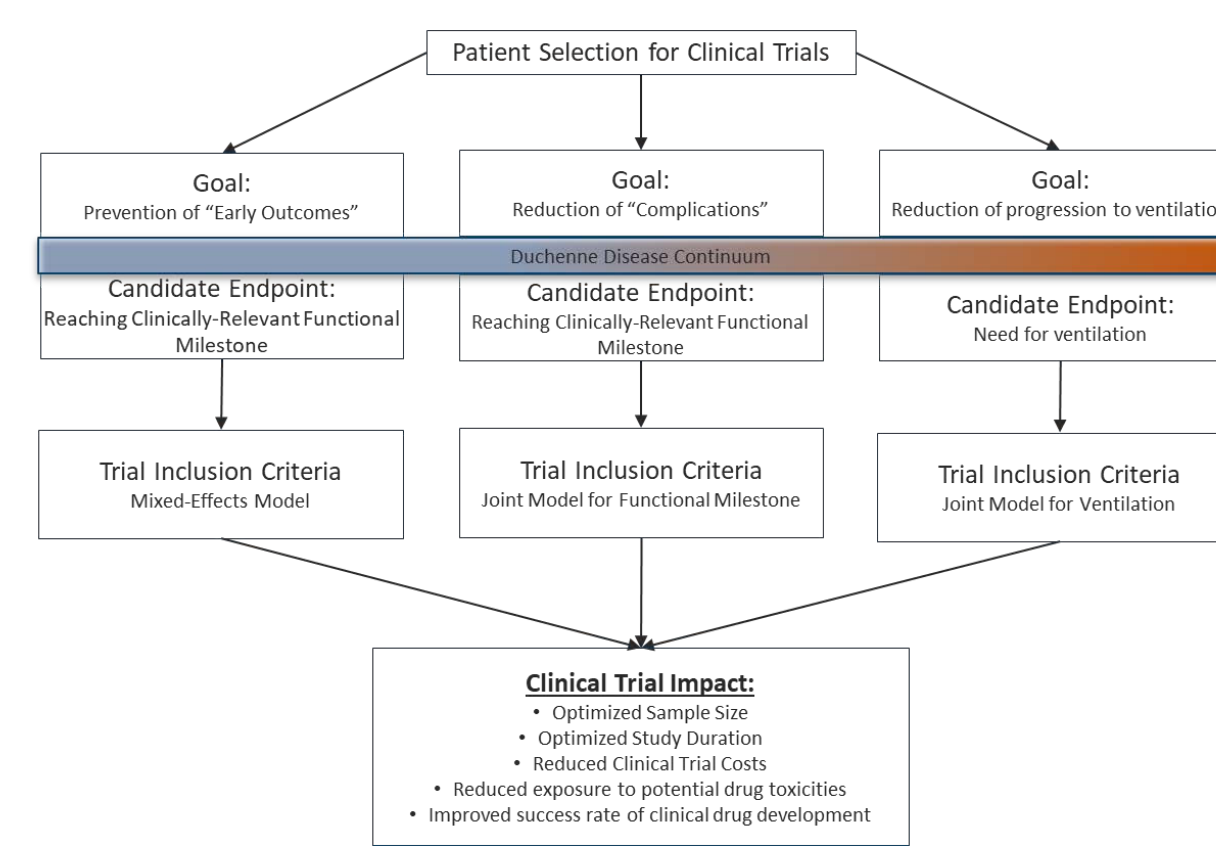 Patient Selection for Clinical Trials
Goal:
Prevention of “Early Outcomes”
Goal:
Reduction of “Complications”
Goal:
Reduction of progression to ventilatio
Duchenne Disease Continuum
Candidate Endpoint:
Reaching Clinically-Relevant Functional
Milestone
Candidate Endpoint:
Reaching Clinically-Relevant Functional
Milestone
Candidate Endpoint:
Need for ventilation
Trial Inclusion Criteria
Mixed-Effects Model
Trial Inclusion Criteria
Joint Model for Functional Milestone
Trial Inclusion Criteria
Joint Model for Ventilation
Clinical Trial Impact:
• Optimized Sample Size
• Optimized Study Duration
• Reduced Clinical Trial Costs
• Reduced exposure to potential drug toxicities
• Improved success rate of clinical drug development